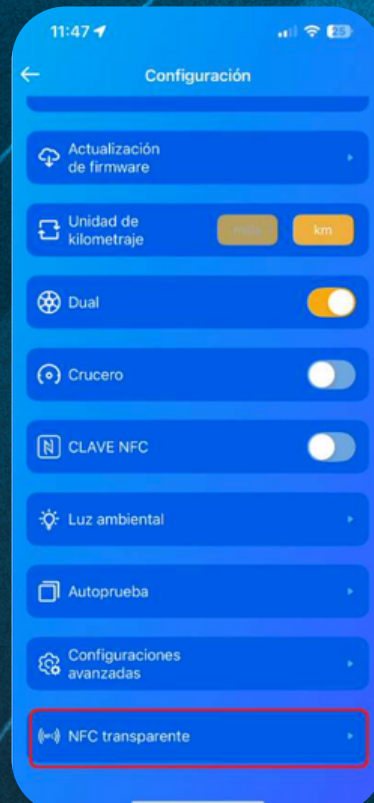 11:47
25
Configuración
Actualización
de firmware
Unidad de
kilometraje
km
Dual
Crucero
CLAVE NFC
Luz ambiental
Autoprueba
Configuraciones
avanzadas
NFC transparente